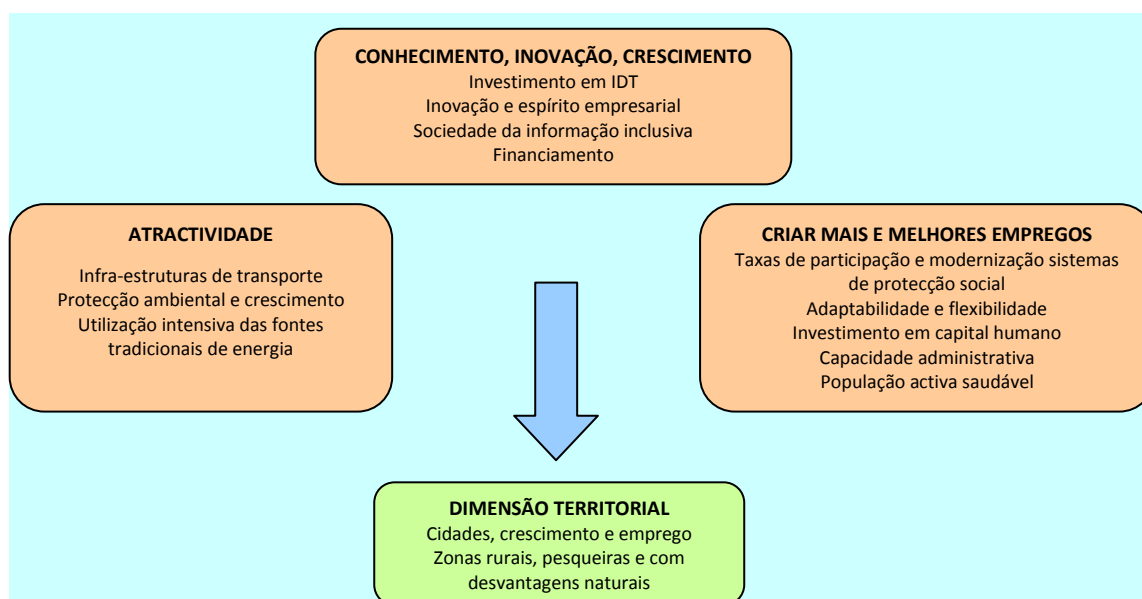 CONHECIMENTO, INOVAÇÃO, CRESCIMENTO
Investimento em IDT
Inovação e espírito empresarial
Sociedade da informação inclusiva
Financiamento
ATRACTIVIDADE
Infra-estruturas de transporte
Protecção ambiental e crescimento
Utilização intensiva das fontes
tradicionais de energia
CRIAR MAIS E MELHORES EMPREGOS
Taxas de participação e modernização sistemas
de protecção social
Adaptabilidade e flexibilidade
Investimento em capital humano
Capacidade administrativa
População activa saudável
DIMENSÃO TERRITORIAL
Cidades, crescimento e emprego
Zonas rurais, pesqueiras e com
desvantagens naturais